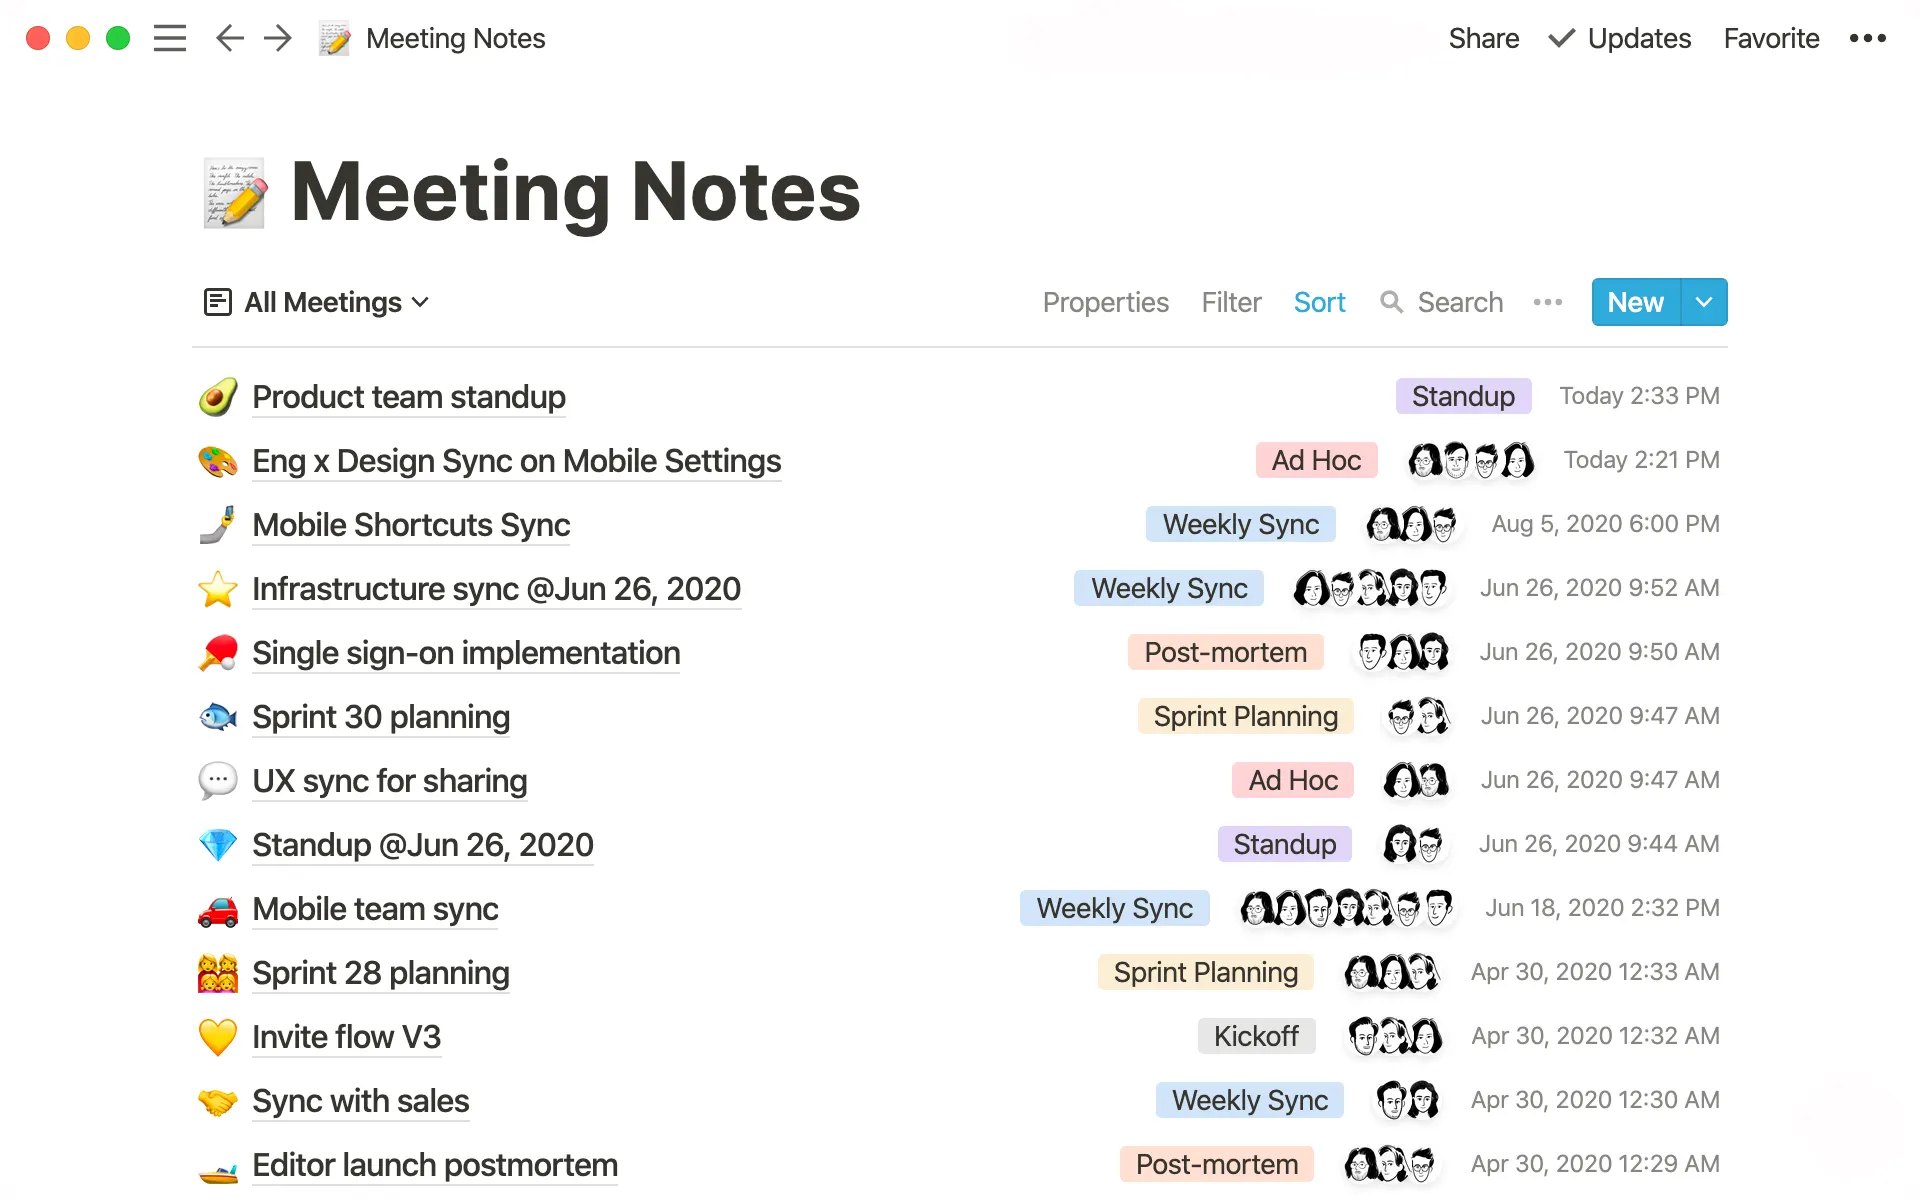 Meeting Notes Share Updates Favorite
Meeting Notes
All Meetings Properties Filter Sort Search New
Product team standup Standup Today 2:33 PM
Eng x Design Sync on Mobile Settings Ad Hoc Today 2:21 PM
Mobile Shortcuts Sync Weekly Sync Aug 5, 2020 6:00 PM
Infrastructure sync @Jun 26, 2020 Weekly Sync Jun 26, 2020 9:52 AM
Single sign-on implementation Post-mortem Jun 26, 2020 9:50 AM
Sprint 30 planning Sprint Planning Jun 26, 2020 9:47 AM
UX sync for sharing Ad Hoc Jun 26, 2020 9:47 AM
Standup @Jun 26, 2020 Standup Jun 26, 2020 9:44 AM
Mobile team sync Weekly Sync Jun 18, 2020 2:32 PM
Sprint 28 planning Sprint Planning Apr 30, 2020 12:33 AM
Invite flow V3 Kickoff Apr 30, 2020 12:32 AM
Sync with sales Weekly Sync Apr 30, 2020 12:30 AM
Editor launch postmortem Post-mortem Apr 30, 2020 12:29 AM